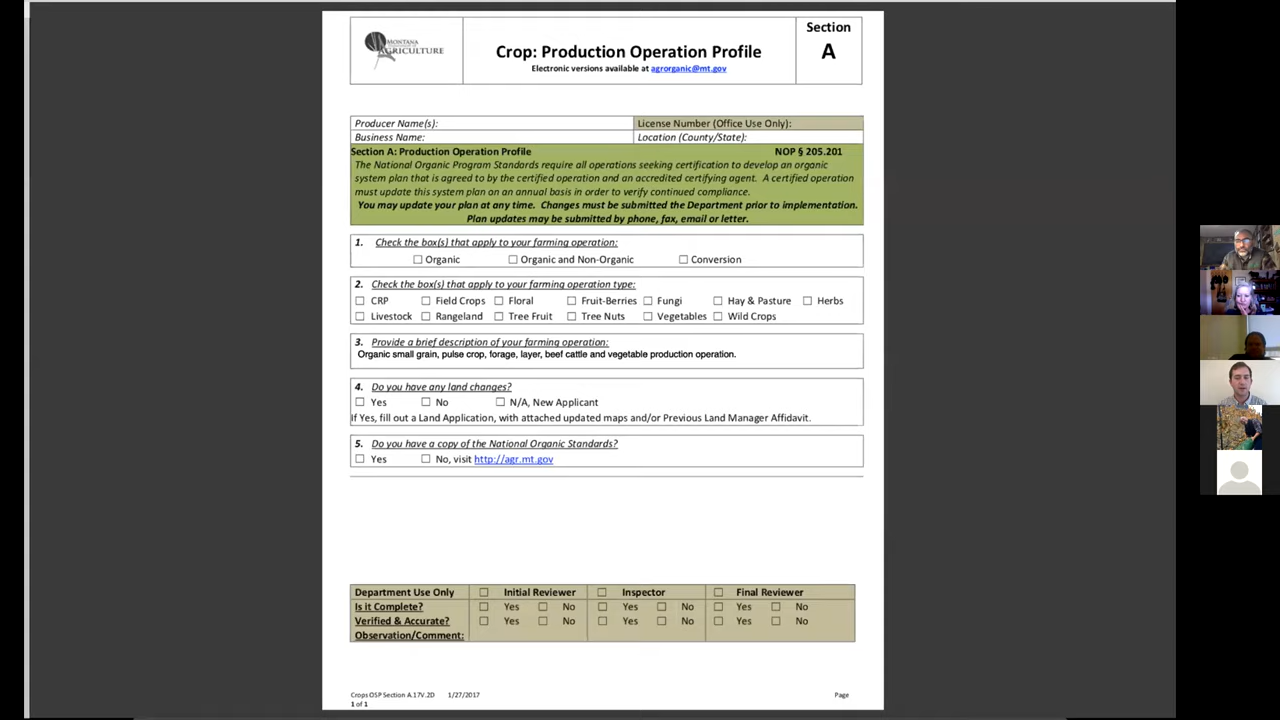 MONTANA
AGRICULTURE
Crop: Production Operation Profile
Electronic versions available at agrorganic@mt.gov
Section
A
Producer Name(s):
License Number (Office Use Only):
Business Name:
Location (County/State):
Section A: Production Operation Profile NOP § 205.201
The National Organic Program Standards require all operations seeking certification to develop an organic
system plan that is agreed to by the certified operation and an accredited certifying agent. A certified operation
must update this system plan on an annual basis in order to verify continued compliance.
You may update your plan at any time. Changes must be submitted the Department prior to implementation.
Plan updates may be submitted by phone, fax, email or letter.
1. Check the box(s) that apply to your farming operation:
☐ Organic ☐ Organic and Non-Organic ☐ Conversion
2. Check the box(s) that apply to your farming operation type:
☐ CRP ☐ Field Crops ☐ Floral ☐ Fruit-Berries ☐ Fungi ☐ Hay & Pasture ☐ Herbs
☐ Livestock ☐ Rangeland ☐ Tree Fruit ☐ Tree Nuts ☐ Vegetables ☐ Wild Crops
3. Provide a brief description of your farming operation:
Organic small grain, pulse crop, forage, layer, beef cattle and vegetable production operation.
4. Do you have any land changes?
☐ Yes ☐ No ☐ N/A, New Applicant
If Yes, fill out a Land Application, with attached updated maps and/or Previous Land Manager Affidavit.
5. Do you have a copy of the National Organic Standards?
☐ Yes ☐ No, visit http://agr.mt.gov
Department Use Only ☐ Initial Reviewer ☐ Inspector ☐ Final Reviewer
Is it Complete? ☐ Yes ☐ No ☐ Yes ☐ No ☐ Yes ☐ No
Verified & Accurate? ☐ Yes ☐ No ☐ Yes ☐ No ☐ Yes ☐ No
Observation/Comment:
Crops OSP Section A.17V.2D 1/27/2017 Page
1 of 1